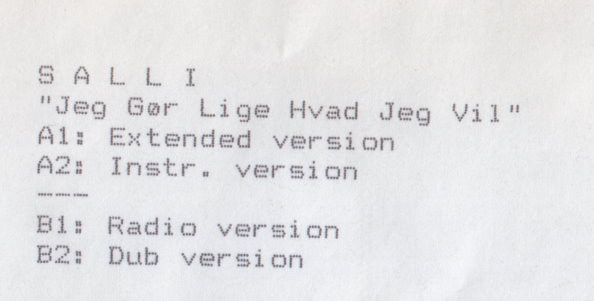 S A L L I
"Jeg Gør Lige Hvad Jeg Vil"
A1: Extended version
A2: Instr. version
---
B1: Radio version
B2: Dub version